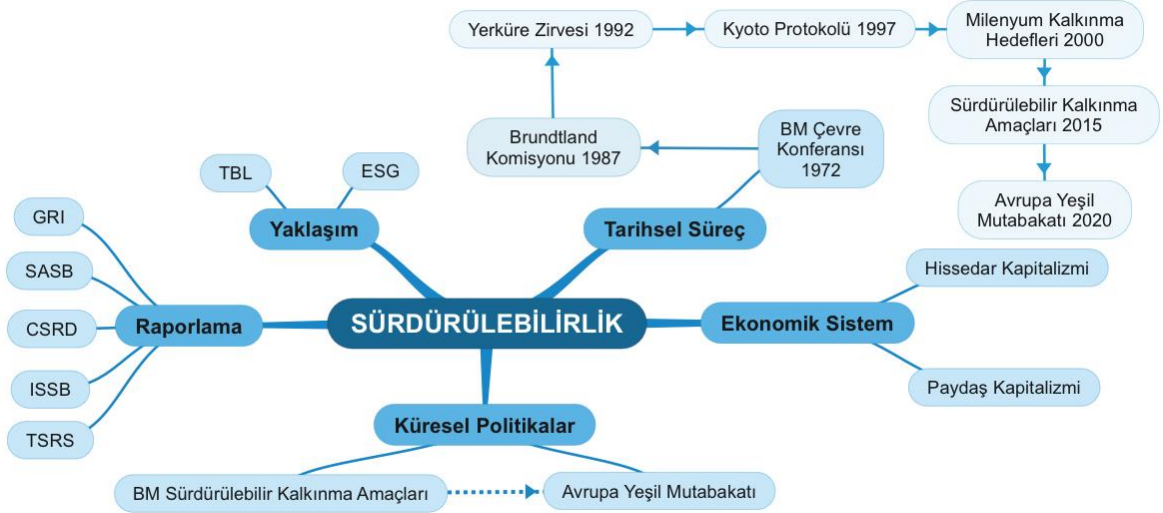 Yerküre Zirvesi 1992
Kyoto Protokolü 1997
Milenyum Kalkınma
Hedefleri 2000
Sürdürülebilir Kalkınma
Amaçları 2015
Avrupa Yeşil
Mutabakatı 2020
Brundtland
Komisyonu 1987
BM Çevre
Konferansı
1972
TBL
ESG
Yaklaşım
Tarihsel Süreç
GRI
SASB
CSRD
ISSB
TSRS
Raporlama
SÜRDÜRÜLEBİLİRLİK
Ekonomik Sistem
Hissedar Kapitalizmi
Paydaş Kapitalizmi
Küresel Politikalar
BM Sürdürülebilir Kalkınma Amaçları
Avrupa Yeşil Mutabakatı